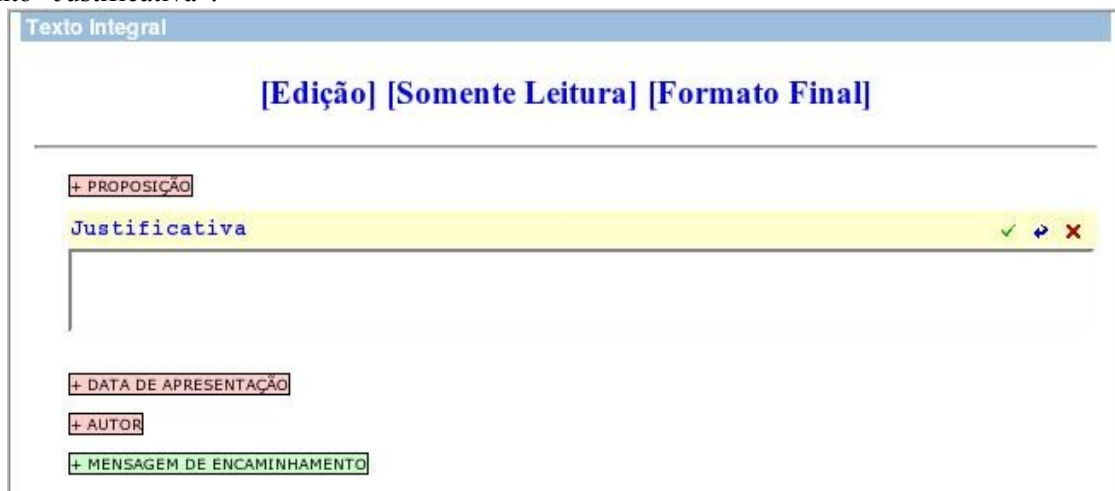 Texto Integral
[Edição] [Somente Leitura] [Formato Final]
+ PROPOSIÇÃO
Justificativa
+ DATA DE APRESENTAÇÃO
+ AUTOR
+ MENSAGEM DE ENCAMINHAMENTO